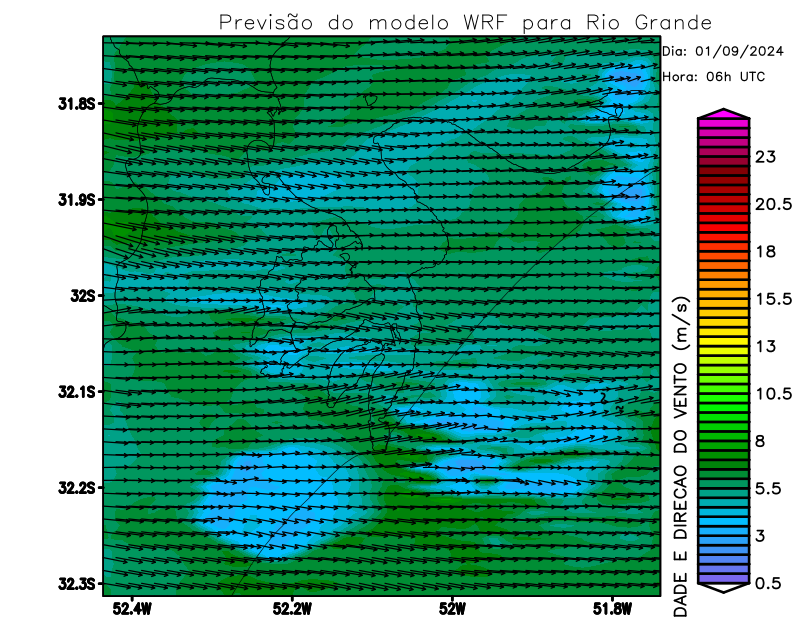 Previsão do modelo WRF para Rio Grande
Dia: 01/09/2024
Hora: 06h UTC
31.8S
31.9S
32S
32.1S
32.2S
32.3S
52.4W
52.2W
52W
51.8W
23
20.5
18
15.5
13
10.5
8
5.5
3
0.5
DADE E DIRECAO DO VENTO (m/s)